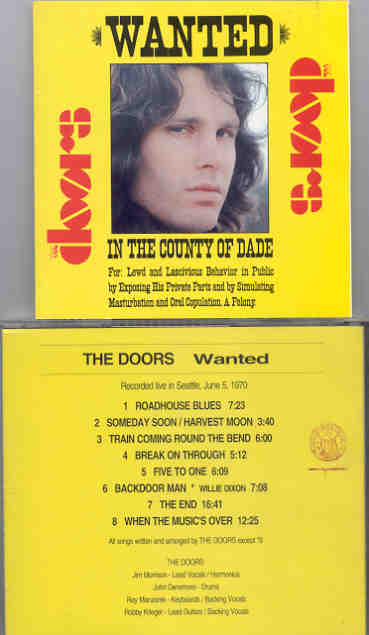 WANTED
the doors
the doors
IN THE COUNTY OF DADE
For: Lewd and Lascivious Behavior in Public
by Exposing His Private Parts and by Simulating
Masturbation and Oral Copulation. A Felony.
THE DOORS Wanted
Recorded live in Seattle, June 5, 1970
1 ROADHOUSE BLUES 7:23
2 SOMEDAY SOON / HARVEST MOON 3:40
3 TRAIN COMING ROUND THE BEND 6:00
4 BREAK ON THROUGH 5:12
5 FIVE TO ONE 6:09
6 BACKDOOR MAN * WILLIE DIXON 7:08
7 THE END 16:41
8 WHEN THE MUSIC'S OVER 12:25
All songs written and arranged by THE DOORS except *6
THE DOORS
Jim Morrison - Lead Vocals / Harmonica
John Densmore - Drums
Ray Manzarek - Keyboards / Backing Vocals
Robby Krieger - Lead Guitars / Backing Vocals